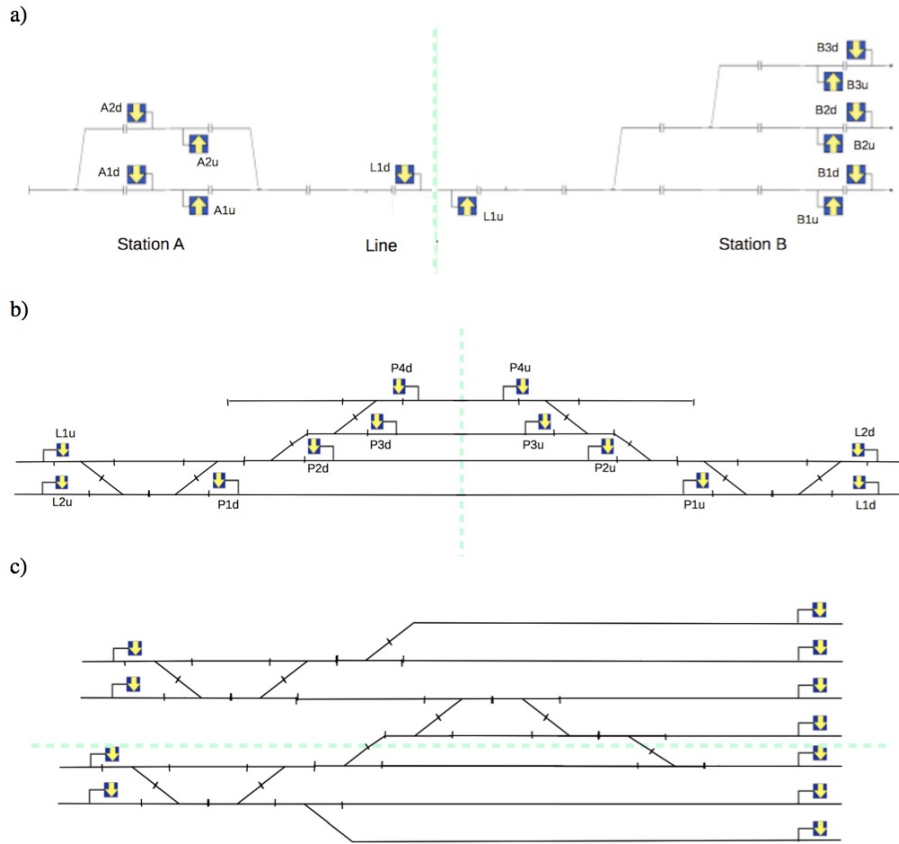 a)
B3d
A2d
B3u
B2d
A2u
B2u
A1d
L1d
B1d
A1u
L1u
B1u
Station A
Line
Station B
b)
P4d
P4u
L1u
P3d
P3u
L2d
P2d
P2u
L2u
P1d
P1u
L1d
c)